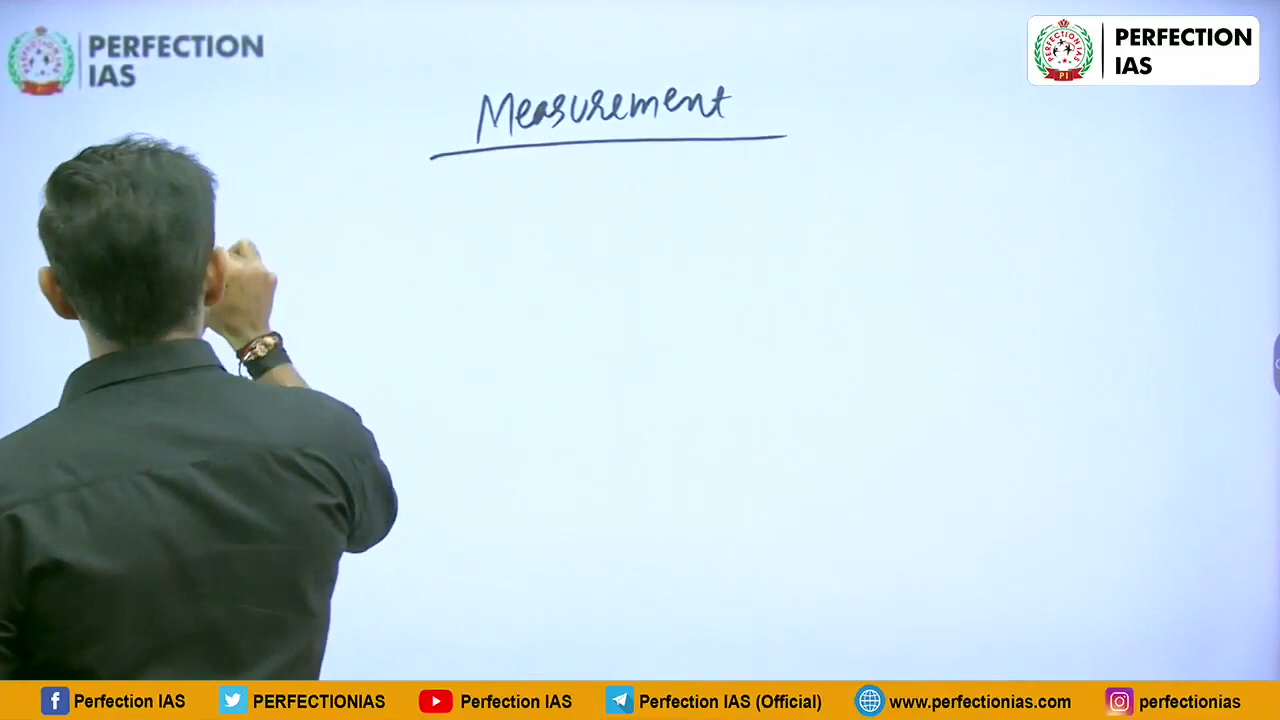 PERFECTION
IAS
PERFECTION
IAS
Measurement
Perfection IAS
PERFECTIONIAS
Perfection IAS
Perfection IAS (Official)
www.perfectionias.com
perfectionias